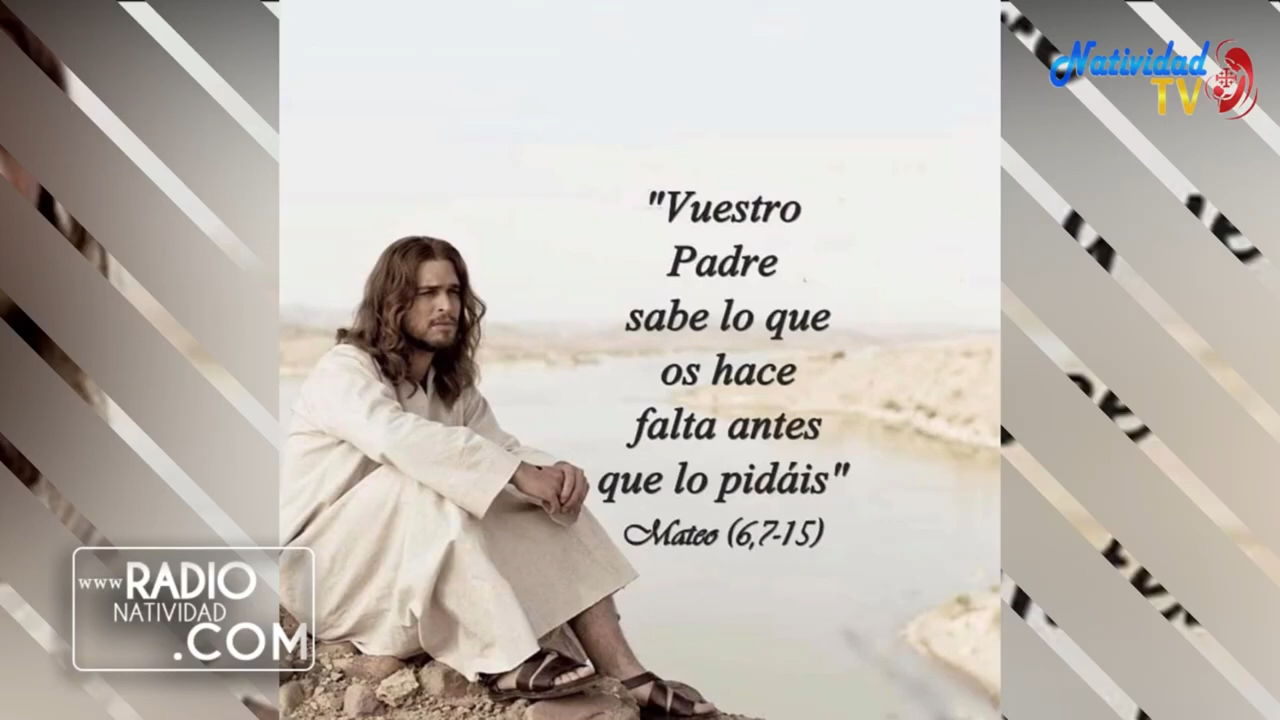 Natividad
TV
"Vuestro
Padre
sabe lo que
os hace
falta antes
que lo pidáis"
Mateo (6,7-15)
www RADIO
NATIVIDAD
.COM